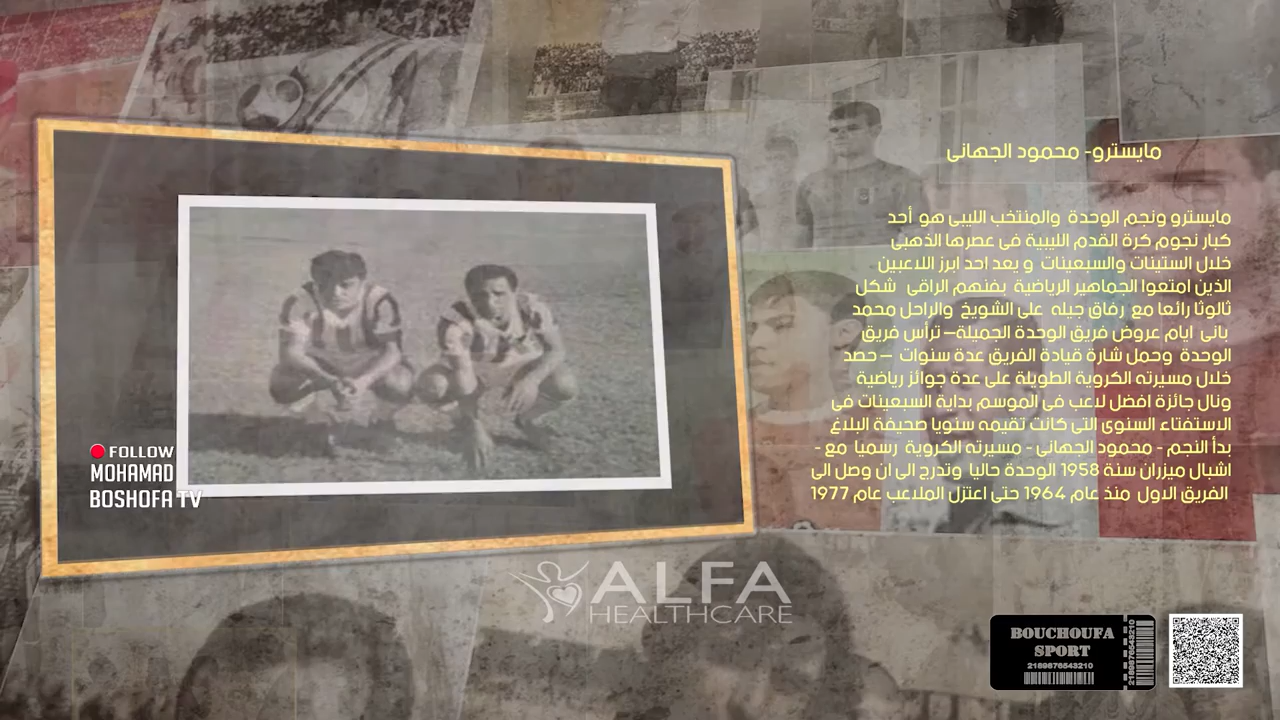 مايسترو- محمود الجهانى
مايسترو ونجم الوحدة والمنتخب الليبى هو أحد
كبار نجوم كرة القدم الليبية فى عصرها الذهبى
خلال الستينات والسبعينات و يعد احد ابرز اللاعبين
الذين امتعوا الجماهير الرياضية بفنهم الراقى شكل
ثالوثا رائعا مع رفاق جيله على الشويخ والراحل محمد
بانى ايام عروض فريق الوحدة الجميلة– ترأس فريق
الوحدة وحمل شارة قيادة الفريق عدة سنوات – حصد
خلال مسيرته الكروية الطويلة على عدة جوائز رياضية
ونال جائزة افضل لاعب فى الموسم بداية السبعينات فى
الاستفتاء السنوى التى كانت تقيمه سنويا صحيفة البلاغ
بدأ النجم - محمود الجهانى - مسيرته الكروية رسميا مع -
اشبال ميزران سنة 1958 الوحدة حاليا وتدرج الى ان وصل الى
الفريق الاول منذ عام 1964 حتى اعتزل الملاعب عام 1977
FOLLOW
MOHAMAD
BOSHOFA TV
ALFA
HEALTHCARE
BOUCHOUFA
SPORT
2189876543210
2189876543210